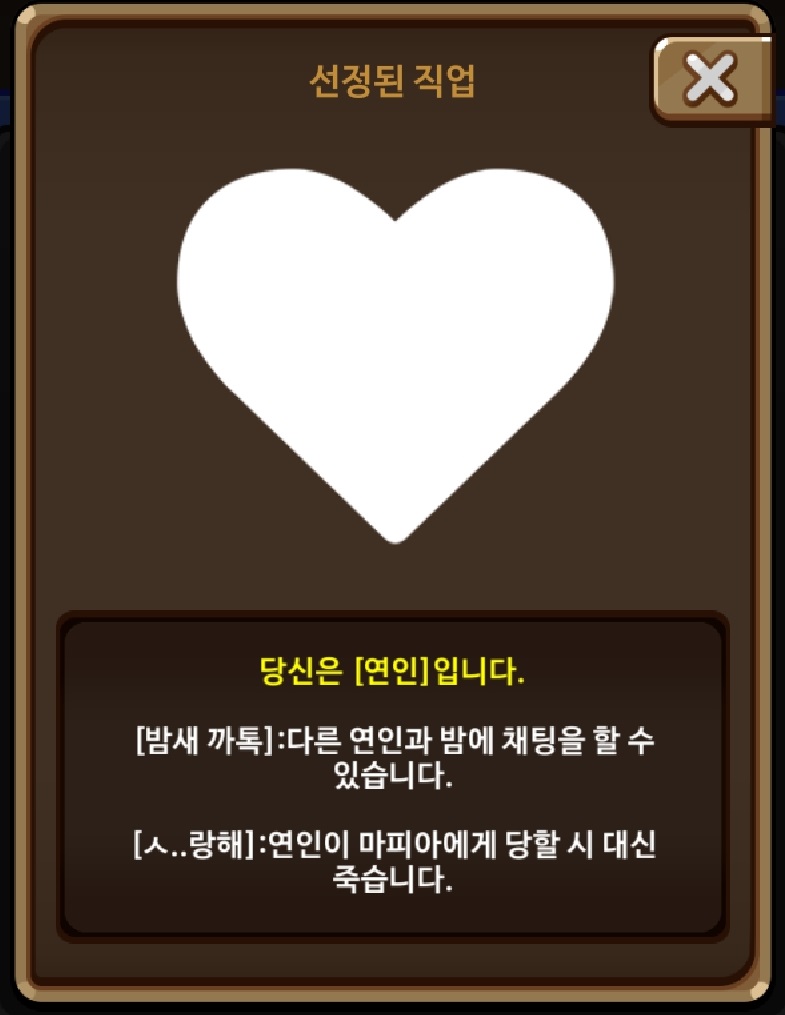 선정된 직업
당신은 [연인]입니다.
[밤새 까톡]:다른 연인과 밤에 채팅을 할 수
있습니다.
[ㅅ..랑해]:연인이 마피아에게 당할 시 대신
죽습니다.